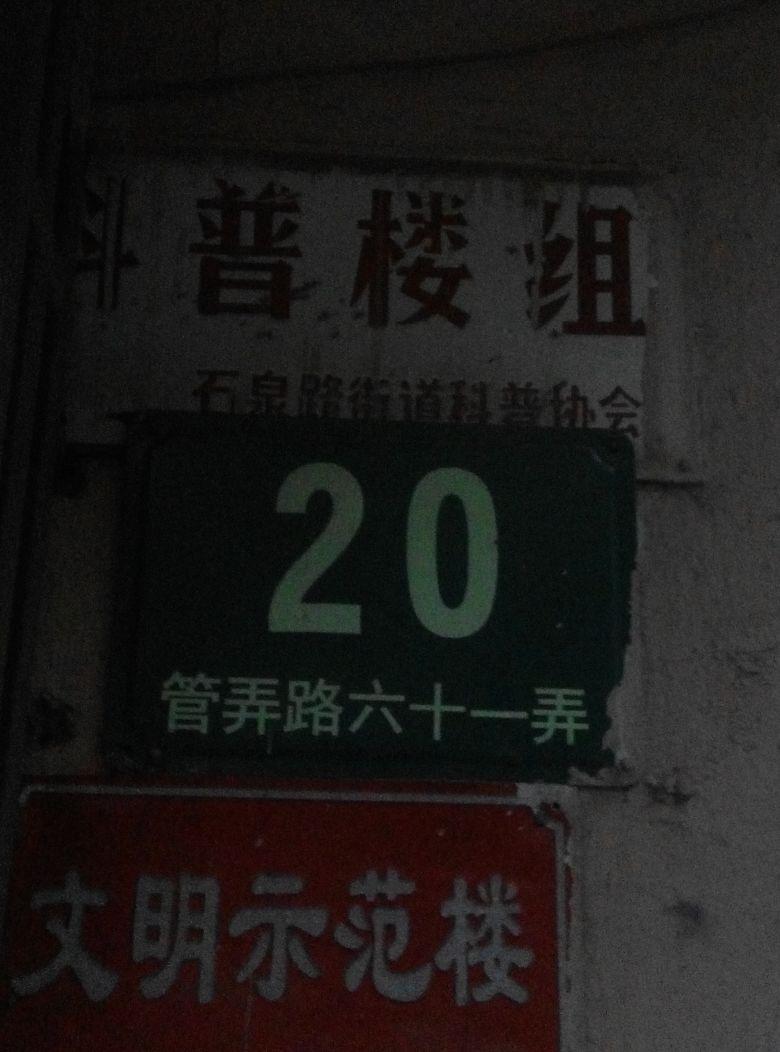 科普楼组
石泉路街道科普协会
20
管弄路六十一弄
文明示范楼